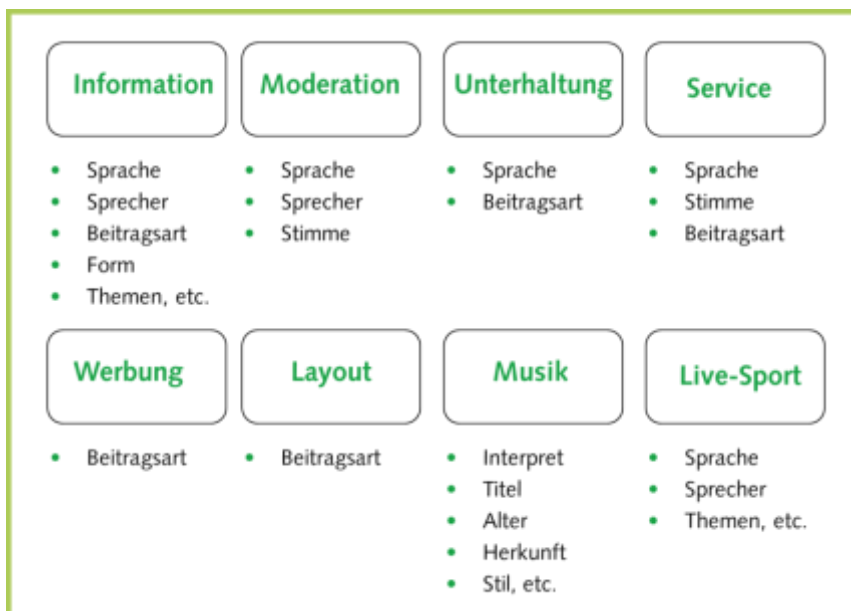 Information
• Sprache
• Sprecher
• Beitragsart
• Form
• Themen, etc.
Moderation
• Sprache
• Sprecher
• Stimme
Unterhaltung
• Sprache
• Beitragsart
Service
• Sprache
• Stimme
• Beitragsart
Werbung
• Beitragsart
Layout
• Beitragsart
Musik
• Interpret
• Titel
• Alter
• Herkunft
• Stil, etc.
Live-Sport
• Sprache
• Sprecher
• Themen, etc.